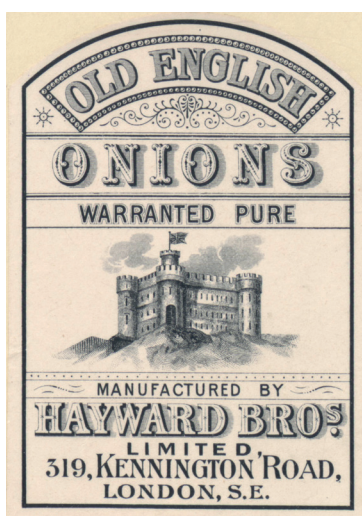 OLD ENGLISH
ONIONS
WARRANTED PURE
MANUFACTURED BY
HAYWARD BROS.
LIMITED,
319, KENNINGTON ROAD,
LONDON, S.E.